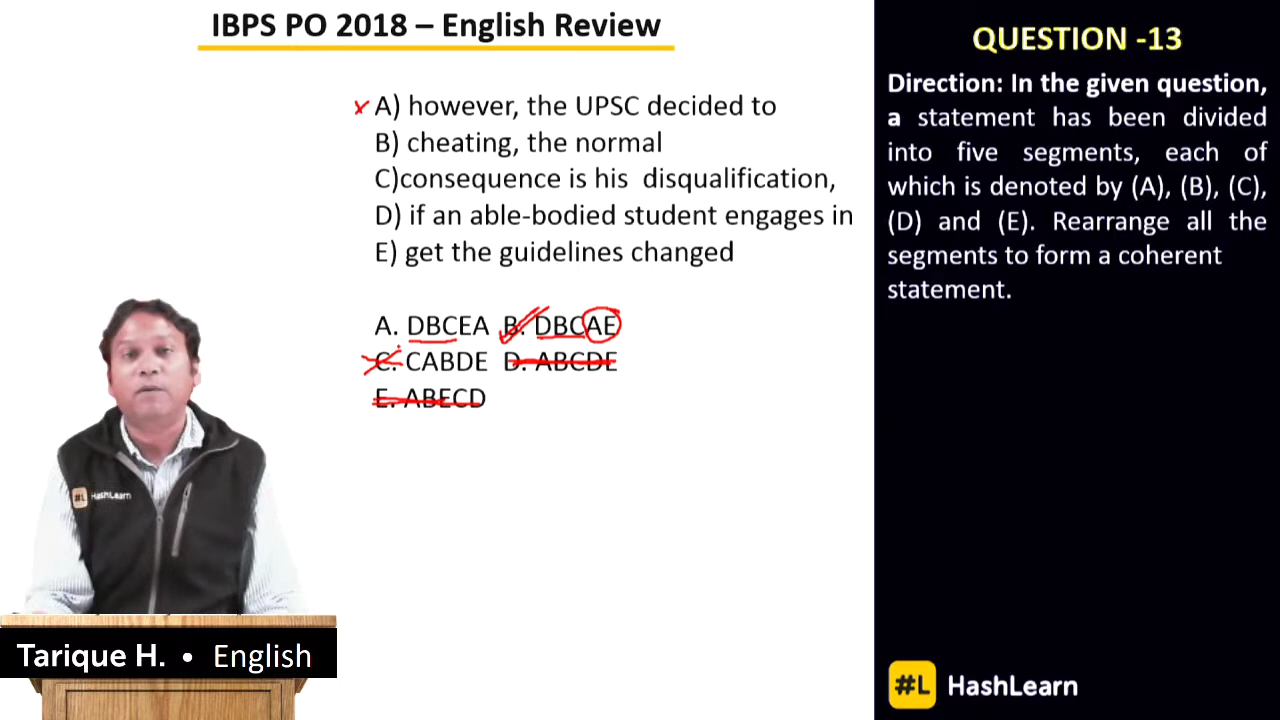 IBPS PO 2018 – English Review
A) however, the UPSC decided to
B) cheating, the normal
C)consequence is his disqualification,
D) if an able-bodied student engages in
E) get the guidelines changed
A. DBCEA B. DBCAE
C. CABDE D. ABCDE
E. ABECD
QUESTION -13
Direction: In the given question,
a statement has been divided
into five segments, each of
which is denoted by (A), (B), (C),
(D) and (E). Rearrange all the
segments to form a coherent
statement.
#L HashLearn
Tarique H. • English
#L HashLearn